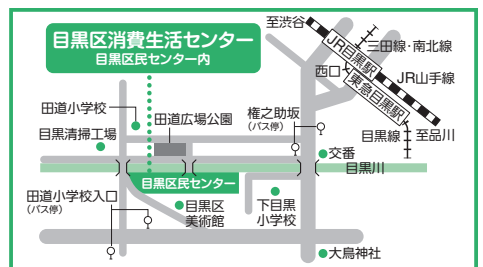 目黒区消費生活センター
目黒区民センター内
至渋谷
JR目黒駅
三田線・南北線
西口
東急目黒駅
JR山手線
目黒線
至品川
田道小学校
目黒清掃工場
田道広場公園
権之助坂
(バス停)
交番
目黒川
目黒区民センター
田道小学校入口
(バス停)
目黒区
美術館
下目黒
小学校
大鳥神社